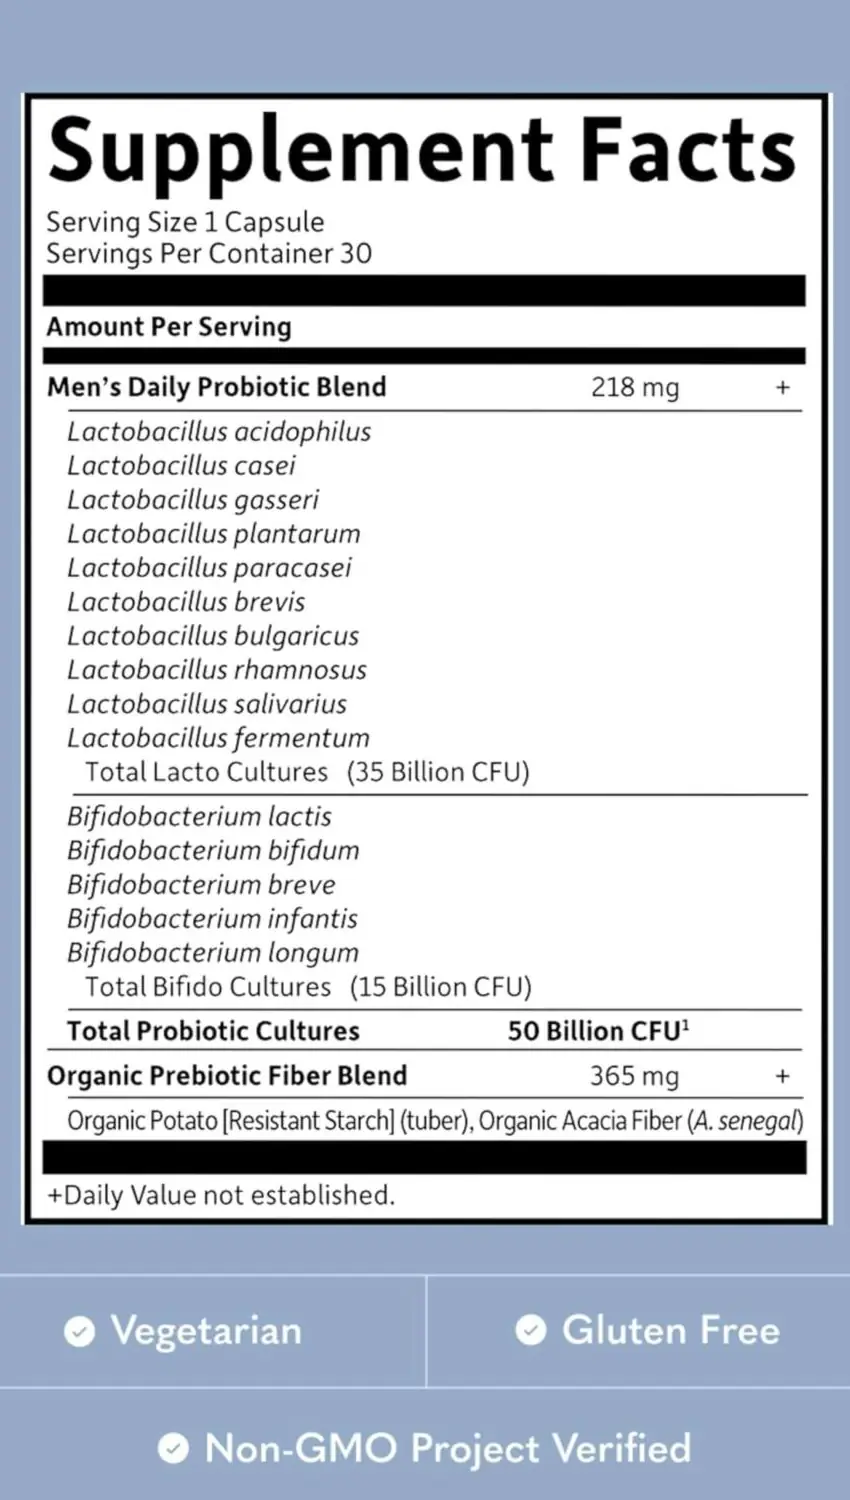 Supplement Facts
Serving Size 1 Capsule
Servings Per Container 30
Amount Per Serving
Men's Daily Probiotic Blend 218 mg +
Lactobacillus acidophilus
Lactobacillus casei
Lactobacillus gasseri
Lactobacillus plantarum
Lactobacillus paracasei
Lactobacillus brevis
Lactobacillus bulgaricus
Lactobacillus rhamnosus
Lactobacillus salivarius
Lactobacillus fermentum
Total Lacto Cultures (35 Billion CFU)
Bifidobacterium lactis
Bifidobacterium bifidum
Bifidobacterium breve
Bifidobacterium infantis
Bifidobacterium longum
Total Bifido Cultures (15 Billion CFU)
Total Probiotic Cultures 50 Billion CFU¹
Organic Prebiotic Fiber Blend 365 mg +
Organic Potato [Resistant Starch] (tuber), Organic Acacia Fiber (A. senegal)
+Daily Value not established.
Vegetarian
Gluten Free
Non-GMO Project Verified